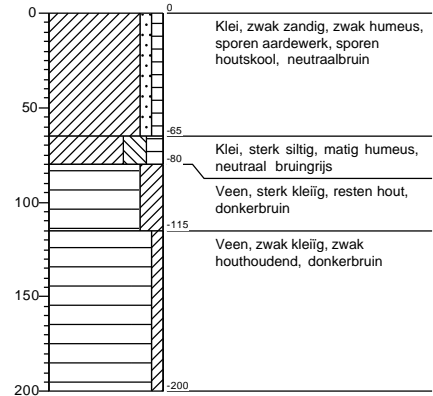 0
0
Klei, zwak zandig, zwak humeus,
sporen aardewerk, sporen
houtskool, neutraalbruin
50
-65
Klei, sterk siltig, matig humeus,
neutraal bruingrijs
-80
Veen, sterk kleiïg, resten hout,
donkerbruin
100
-115
Veen, zwak kleiïg, zwak
houthoudend, donkerbruin
150
200
-200